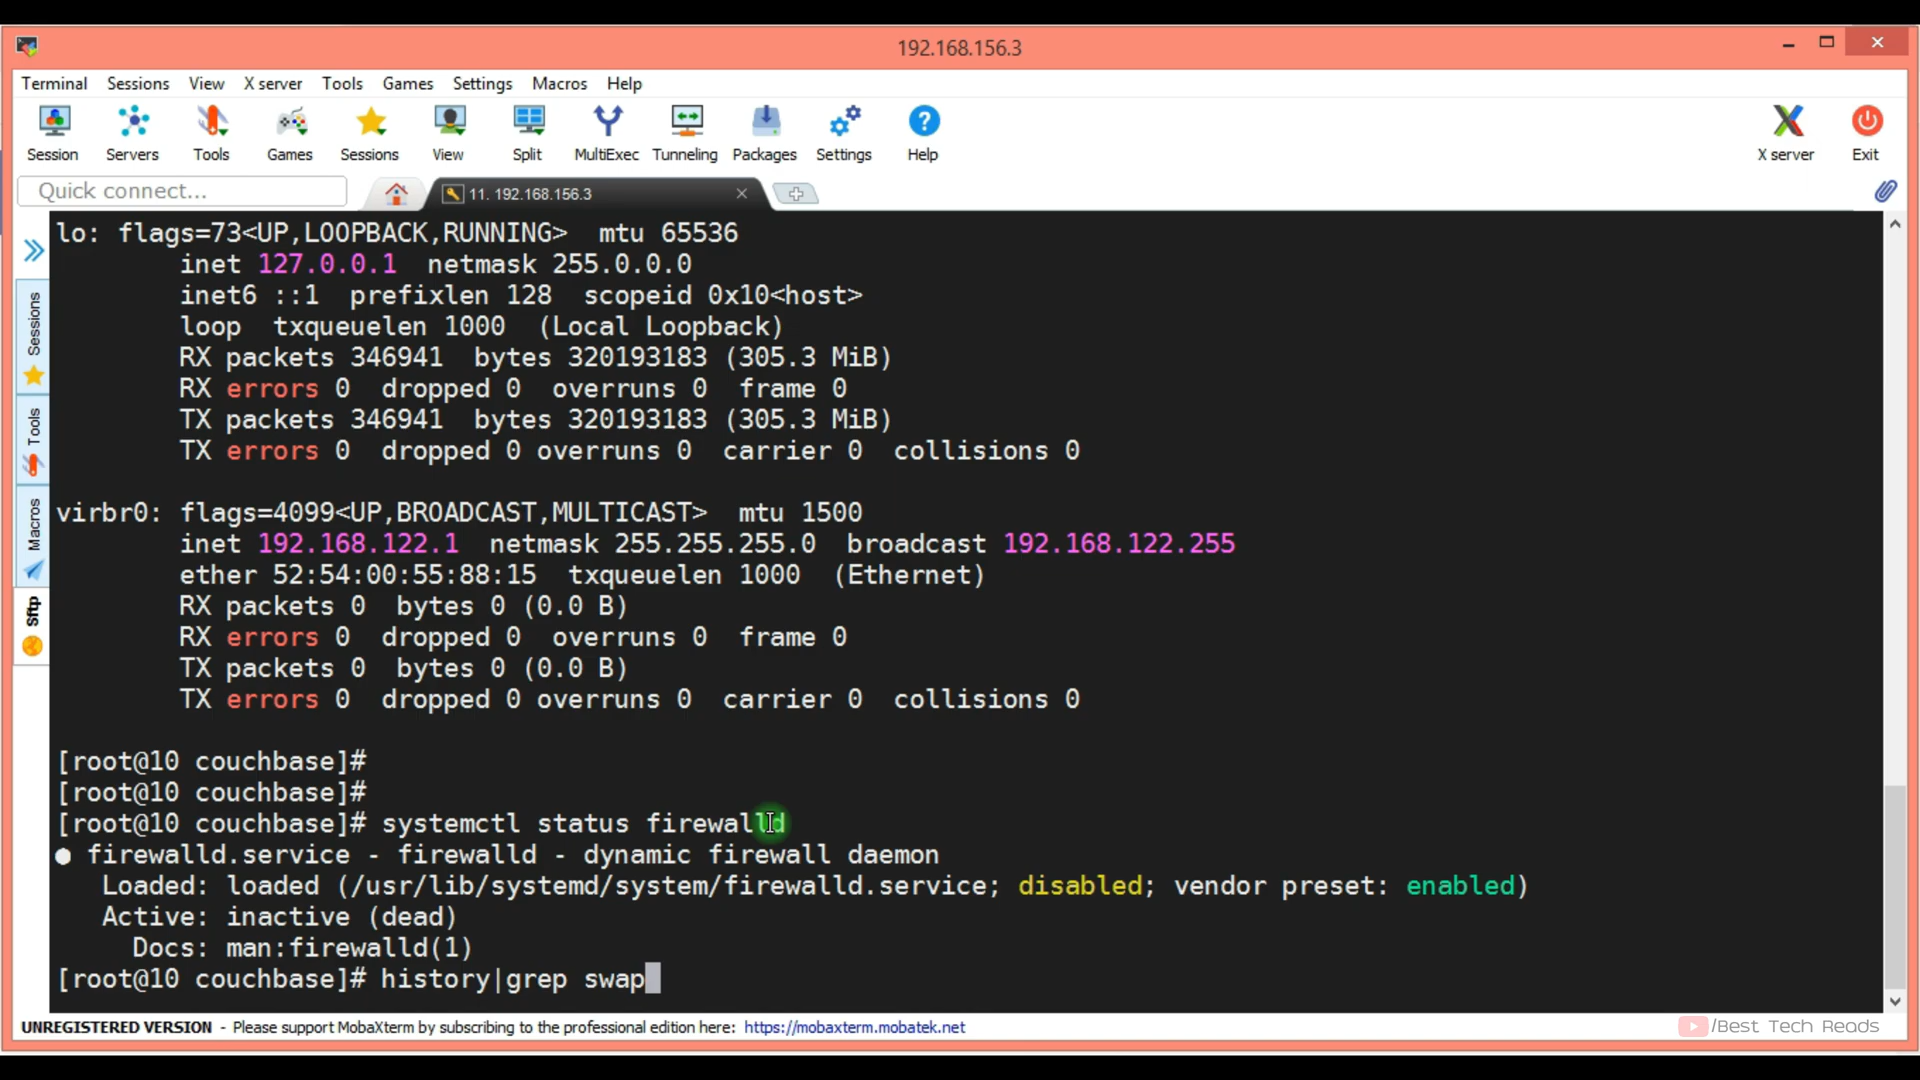 192.168.156.3
Terminal Sessions View X server Tools Games Settings Macros Help
Session Servers Tools Games Sessions View Split MultiExec Tunneling Packages Settings Help X server Exit
Quick connect... 11. 192.168.156.3
Sessions
Tools
Macros
Sftp
lo: flags=73<UP,LOOPBACK,RUNNING>  mtu 65536
        inet 127.0.0.1  netmask 255.0.0.0
        inet6 ::1  prefixlen 128  scopeid 0x10<host>
        loop  txqueuelen 1000  (Local Loopback)
        RX packets 346941  bytes 320193183 (305.3 MiB)
        RX errors 0  dropped 0  overruns 0  frame 0
        TX packets 346941  bytes 320193183 (305.3 MiB)
        TX errors 0  dropped 0 overruns 0  carrier 0  collisions 0
virbr0: flags=4099<UP,BROADCAST,MULTICAST>  mtu 1500
        inet 192.168.122.1  netmask 255.255.255.0  broadcast 192.168.122.255
        ether 52:54:00:55:88:15  txqueuelen 1000  (Ethernet)
        RX packets 0  bytes 0 (0.0 B)
        RX errors 0  dropped 0  overruns 0  frame 0
        TX packets 0  bytes 0 (0.0 B)
        TX errors 0  dropped 0 overruns 0  carrier 0  collisions 0
[root@10 couchbase]#
[root@10 couchbase]#
[root@10 couchbase]# systemctl status firewalld
● firewalld.service - firewalld - dynamic firewall daemon
   Loaded: loaded (/usr/lib/systemd/system/firewalld.service; disabled; vendor preset: enabled)
   Active: inactive (dead)
     Docs: man:firewalld(1)
[root@10 couchbase]# history|grep swap
UNREGISTERED VERSION - Please support MobaXterm by subscribing to the professional edition here: https://mobaxterm.mobatek.net
/Best Tech Reads